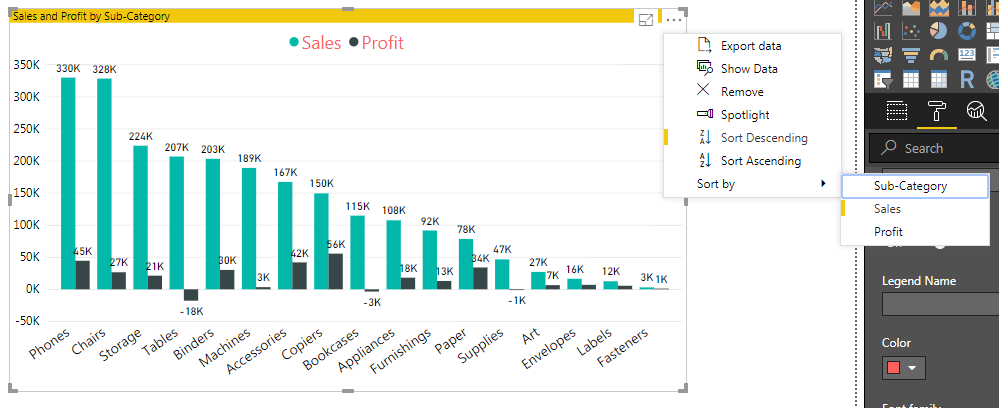 Sales and Profit by Sub-Category
Sales Profit
350K
300K
250K
200K
150K
100K
50K
0K
-50K
330K 328K 224K 207K 203K 189K 167K 150K 115K 108K 92K 78K 47K 27K 16K 12K 3K
45K 27K 21K -18K 30K 3K 42K 56K -3K 18K 13K 34K -1K 7K 1K
Phones Chairs Storage Tables Binders Machines Accessories Copiers Bookcases Appliances Furnishings Paper Supplies Art Envelopes Labels Fasteners
Export data
Show Data
Remove
Spotlight
Sort Descending
Sort Ascending
Sort by
Sub-Category
Sales
Profit
123
R
Search
Legend Name
Color
Font family